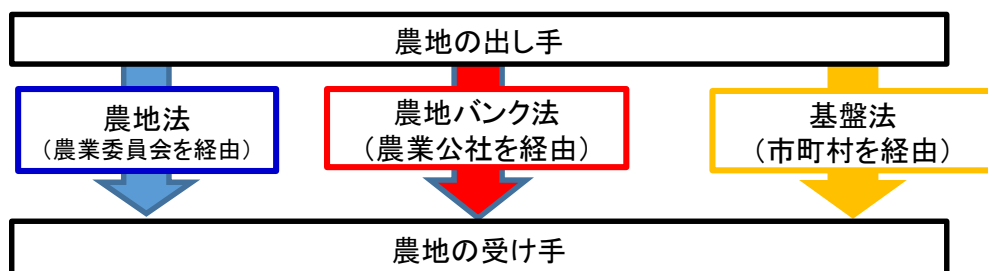 農地の出し手
農地法
（農業委員会を経由）
農地バンク法
（農業公社を経由）
基盤法
（市町村を経由）
農地の受け手